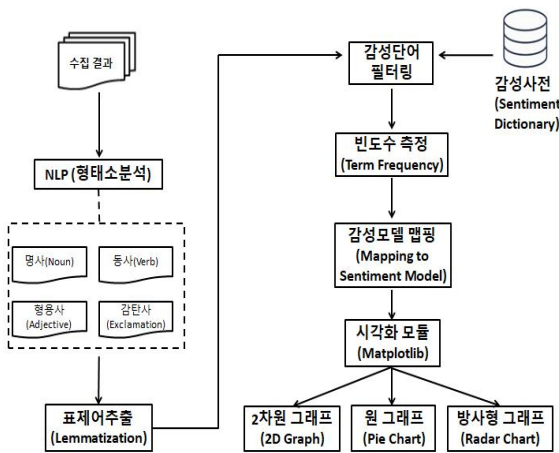 수집 결과
NLP (형태소분석)
명사(Noun)
동사(Verb)
형용사
(Adjective)
감탄사
(Exclamation)
표제어추출
(Lemmatization)
감성단어
필터링
감성사전
(Sentiment
Dictionary)
빈도수 측정
(Term Frequency)
감성모델 맵핑
(Mapping to
Sentiment Model)
시각화 모듈
(Matplotlib)
2차원 그래프
(2D Graph)
원 그래프
(Pie Chart)
방사형 그래프
(Radar Chart)